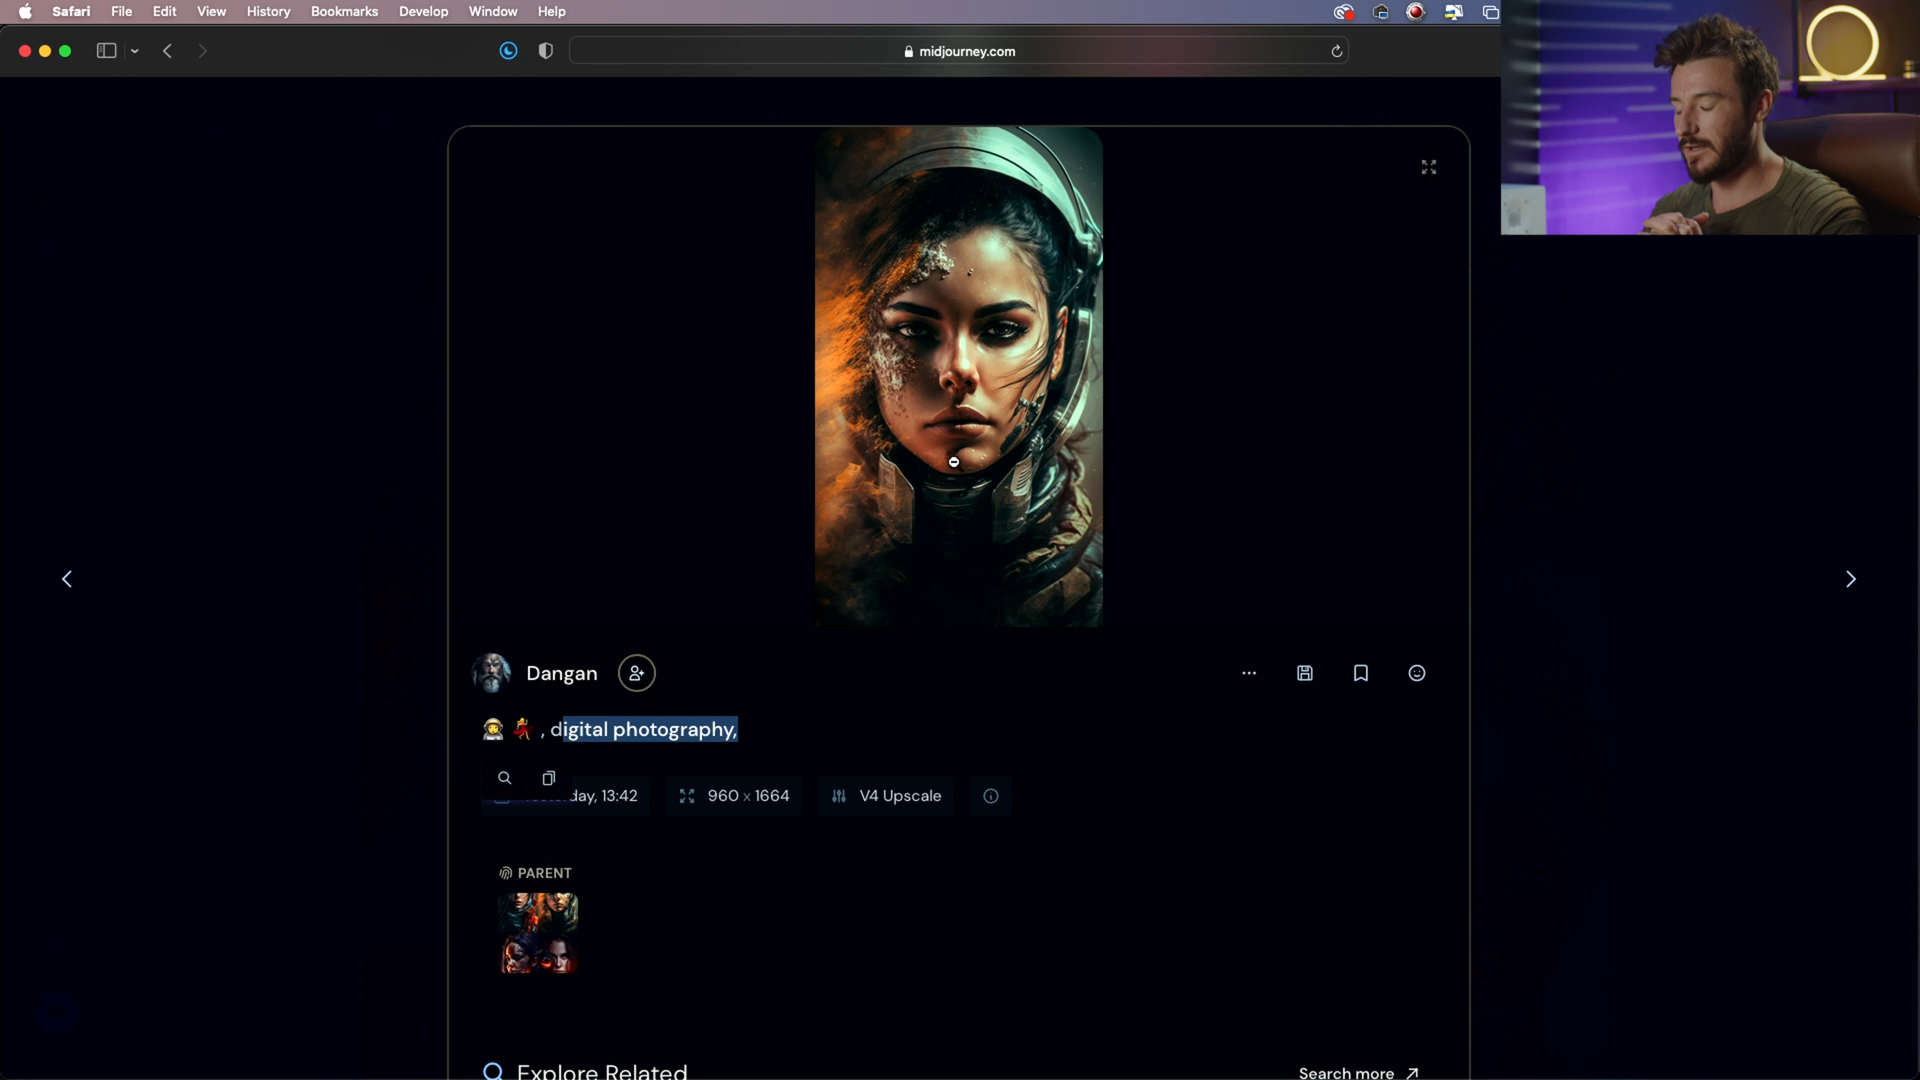 Safari File Edit View History Bookmarks Develop Window Help
midjourney.com
Dangan
👩‍🚀 💃 , digital photography,
day, 13:42 960 x 1664 V4 Upscale
PARENT
Explore Related Search more